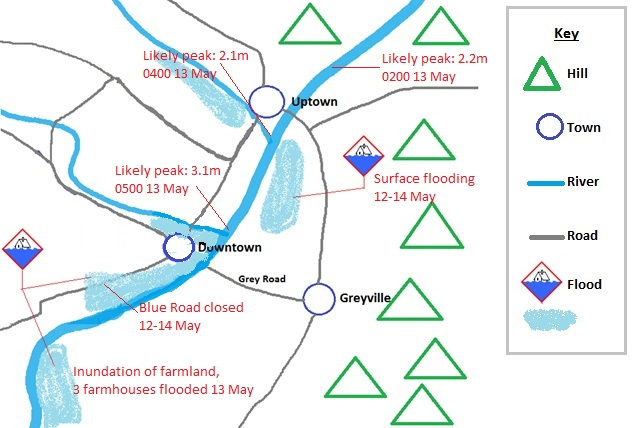 Likely peak: 2.1m
0400 13 May
Likely peak: 2.2m
0200 13 May
Uptown
Likely peak: 3.1m
0500 13 May
Surface flooding
12-14 May
Downtown
Grey Road
Greyville
Blue Road closed
12-14 May
Inundation of farmland,
3 farmhouses flooded 13 May
Key
Hill
Town
River
Road
Flood